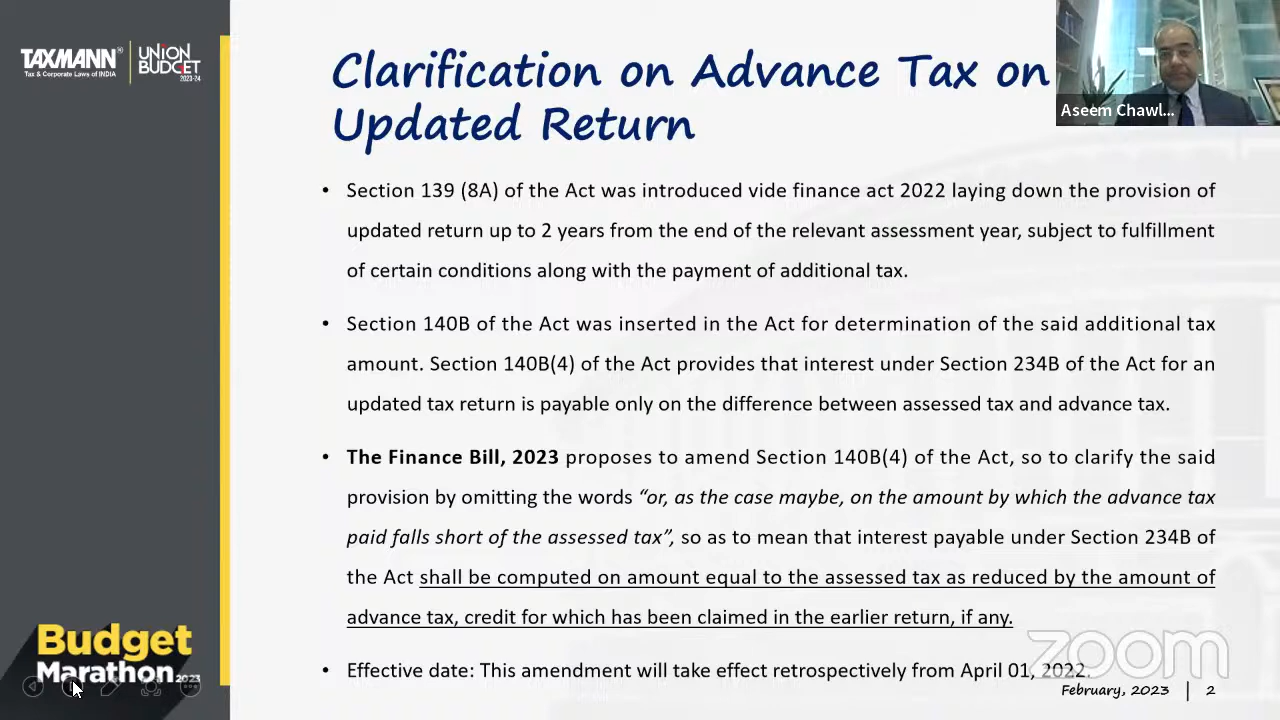 TAXMANN®
Tax & Corporate Laws of INDIA
UNION
BUDGET
2023-24
Clarification on Advance Tax on
Updated Return
Aseem Chawl...
• Section 139 (8A) of the Act was introduced vide finance act 2022 laying down the provision of
updated return up to 2 years from the end of the relevant assessment year, subject to fulfillment
of certain conditions along with the payment of additional tax.
• Section 140B of the Act was inserted in the Act for determination of the said additional tax
amount. Section 140B(4) of the Act provides that interest under Section 234B of the Act for an
updated tax return is payable only on the difference between assessed tax and advance tax.
• The Finance Bill, 2023 proposes to amend Section 140B(4) of the Act, so to clarify the said
provision by omitting the words “or, as the case maybe, on the amount by which the advance tax
paid falls short of the assessed tax”, so as to mean that interest payable under Section 234B of
the Act shall be computed on amount equal to the assessed tax as reduced by the amount of
advance tax, credit for which has been claimed in the earlier return, if any.
• Effective date: This amendment will take effect retrospectively from April 01, 2022.
zoom
Budget
Marathon 2023
February, 2023 | 2